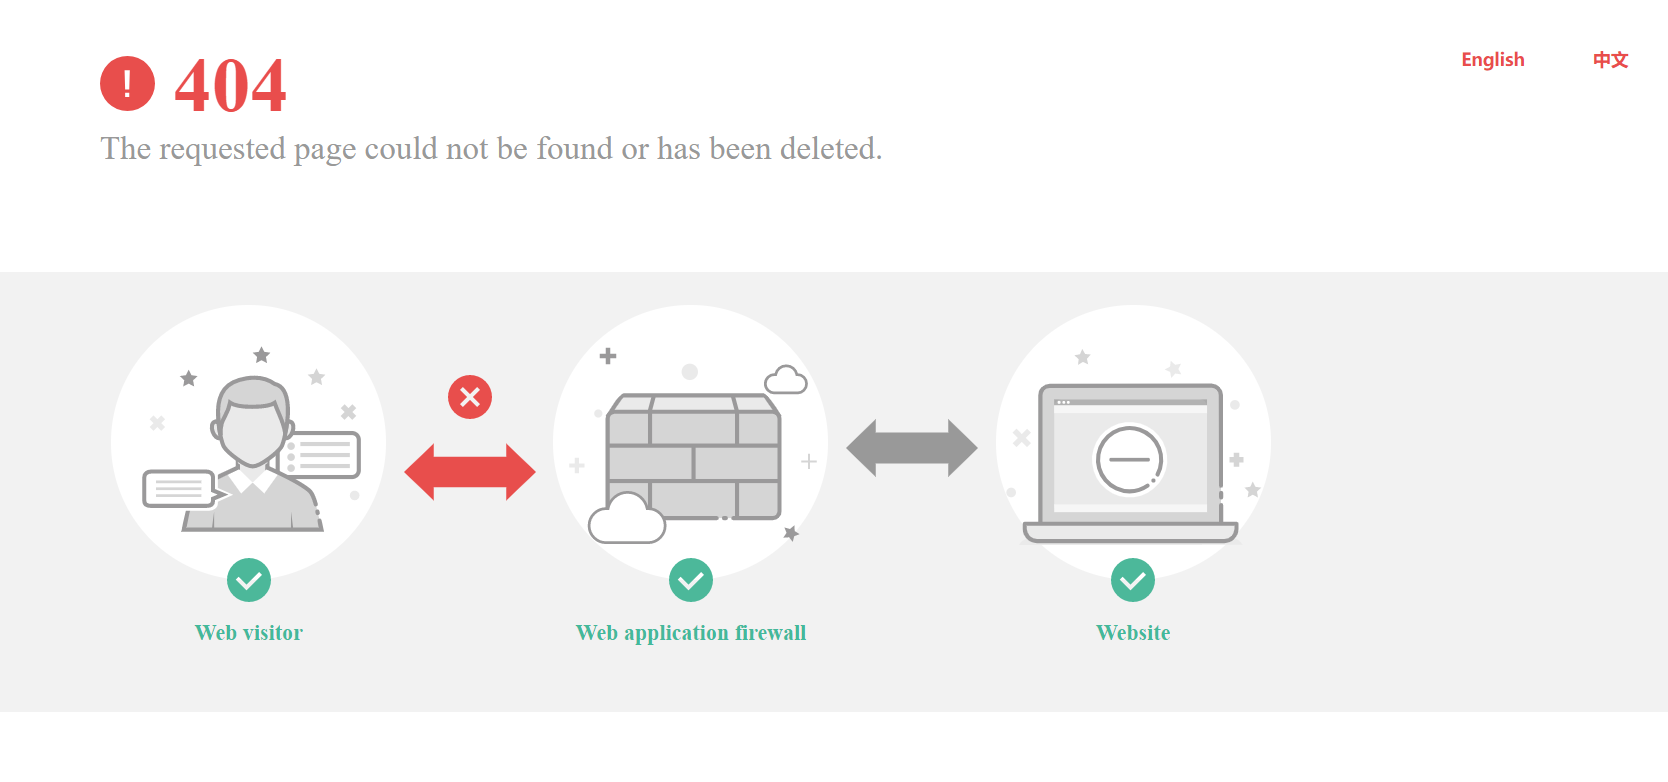 ! 404
English
中文
The requested page could not be found or has been deleted.
Web visitor
Web application firewall
Website